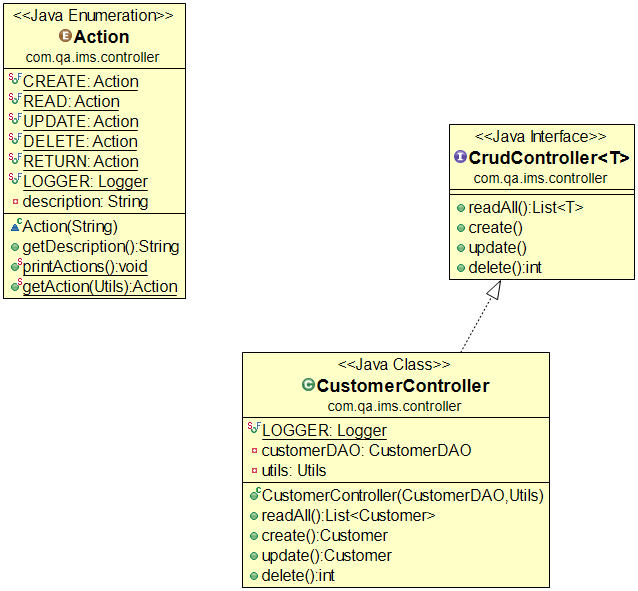 <<Java Enumeration>>
Action
com.qa.ims.controller
CREATE: Action
READ: Action
UPDATE: Action
DELETE: Action
RETURN: Action
LOGGER: Logger
description: String
Action(String)
getDescription():String
printActions():void
getAction(Utils):Action
<<Java Interface>>
CrudController<T>
com.qa.ims.controller
readAll():List<T>
create()
update()
delete():int
<<Java Class>>
CustomerController
com.qa.ims.controller
LOGGER: Logger
customerDAO: CustomerDAO
utils: Utils
CustomerController(CustomerDAO,Utils)
readAll():List<Customer>
create():Customer
update():Customer
delete():int